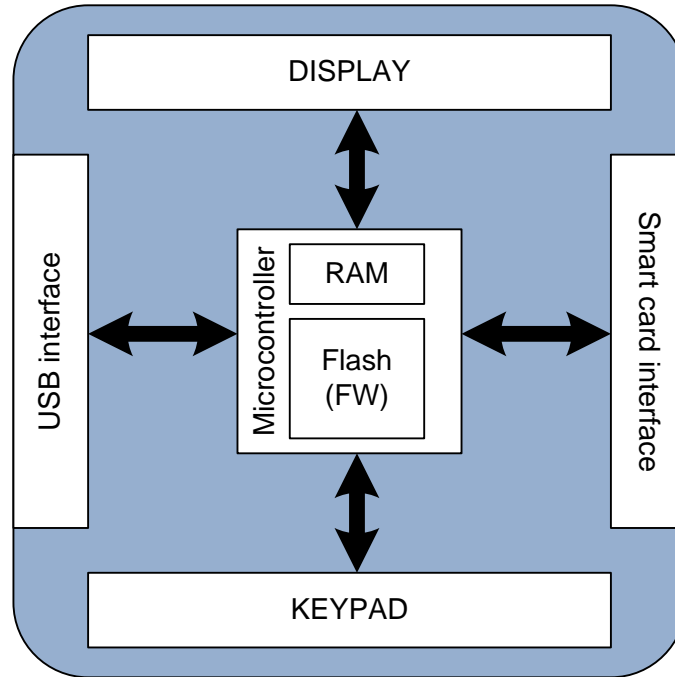 DISPLAY
USB interface
Microcontroller
RAM
Flash
(FW)
Smart card interface
KEYPAD